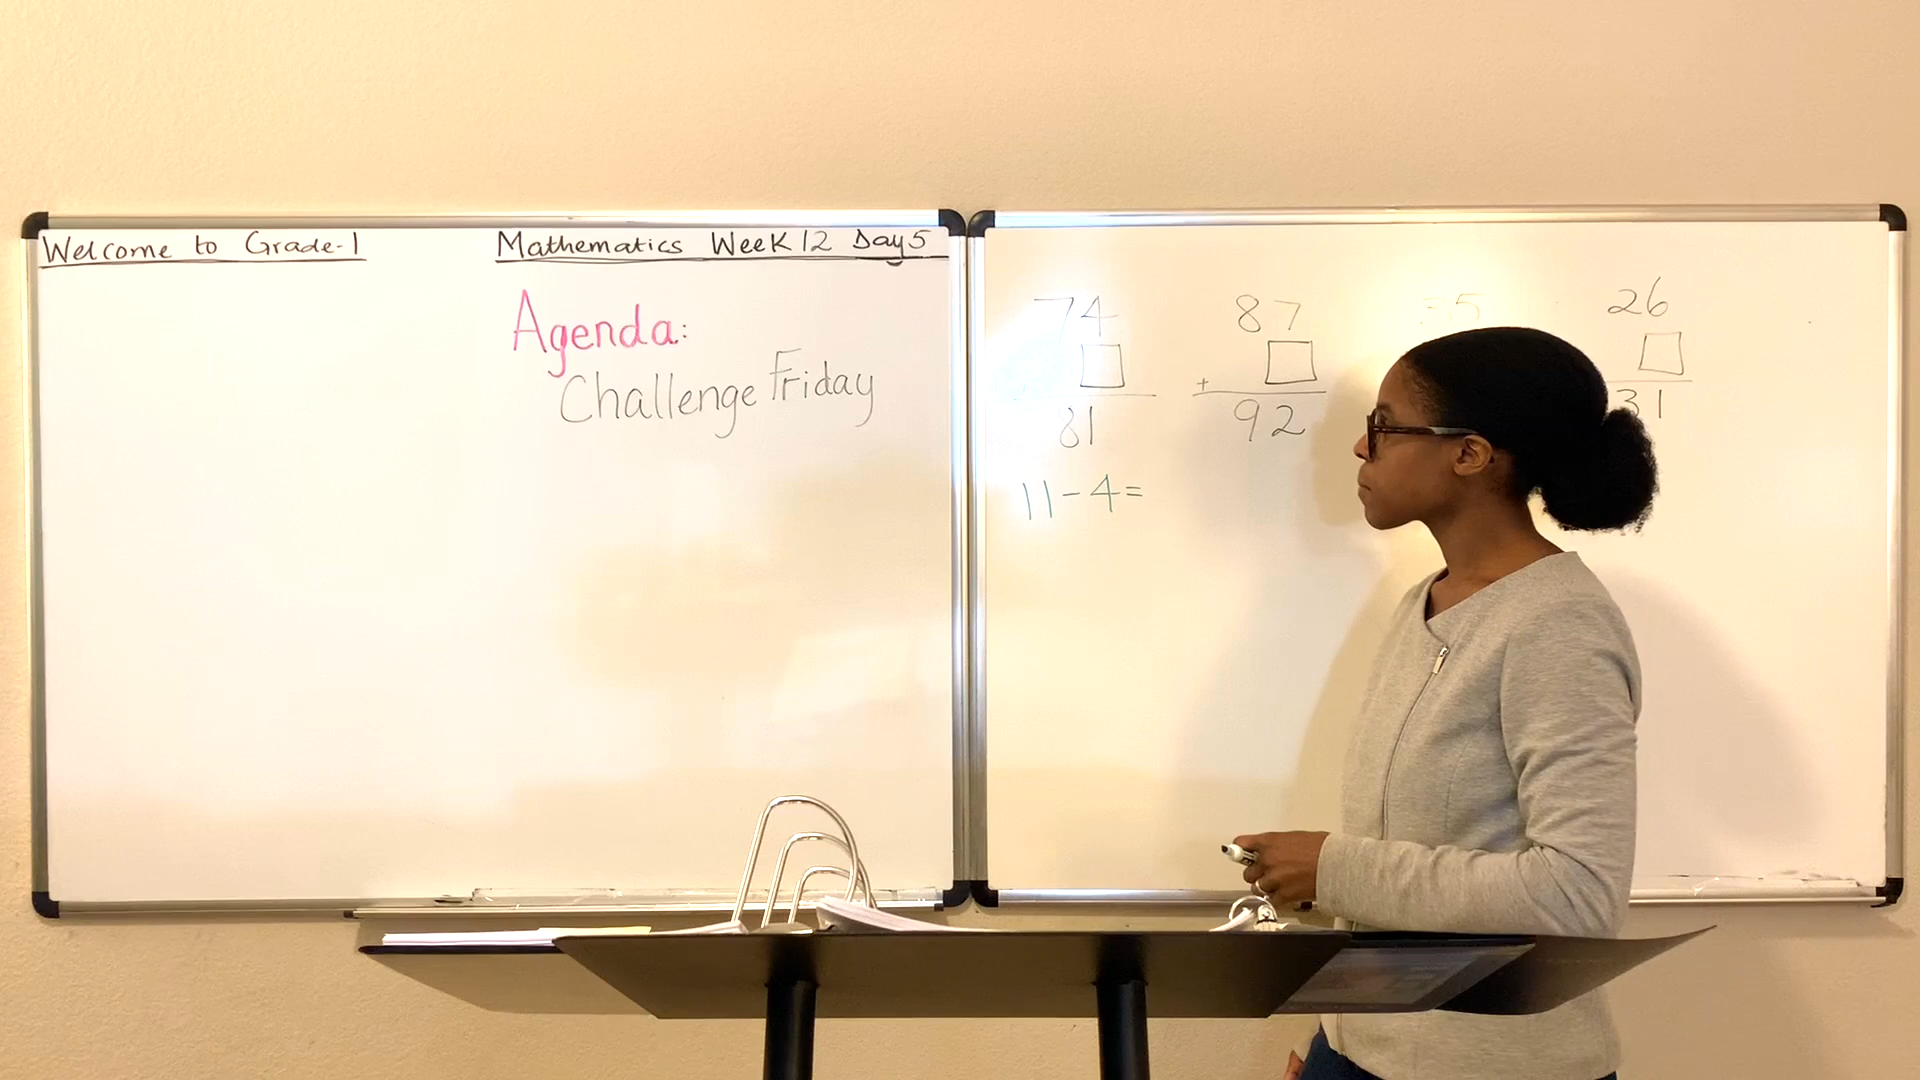 Welcome to Grade-1
Mathematics Week 12 Day 5
Agenda:
Challenge Friday
74
81
87
+
92
5
26
31
11-4=